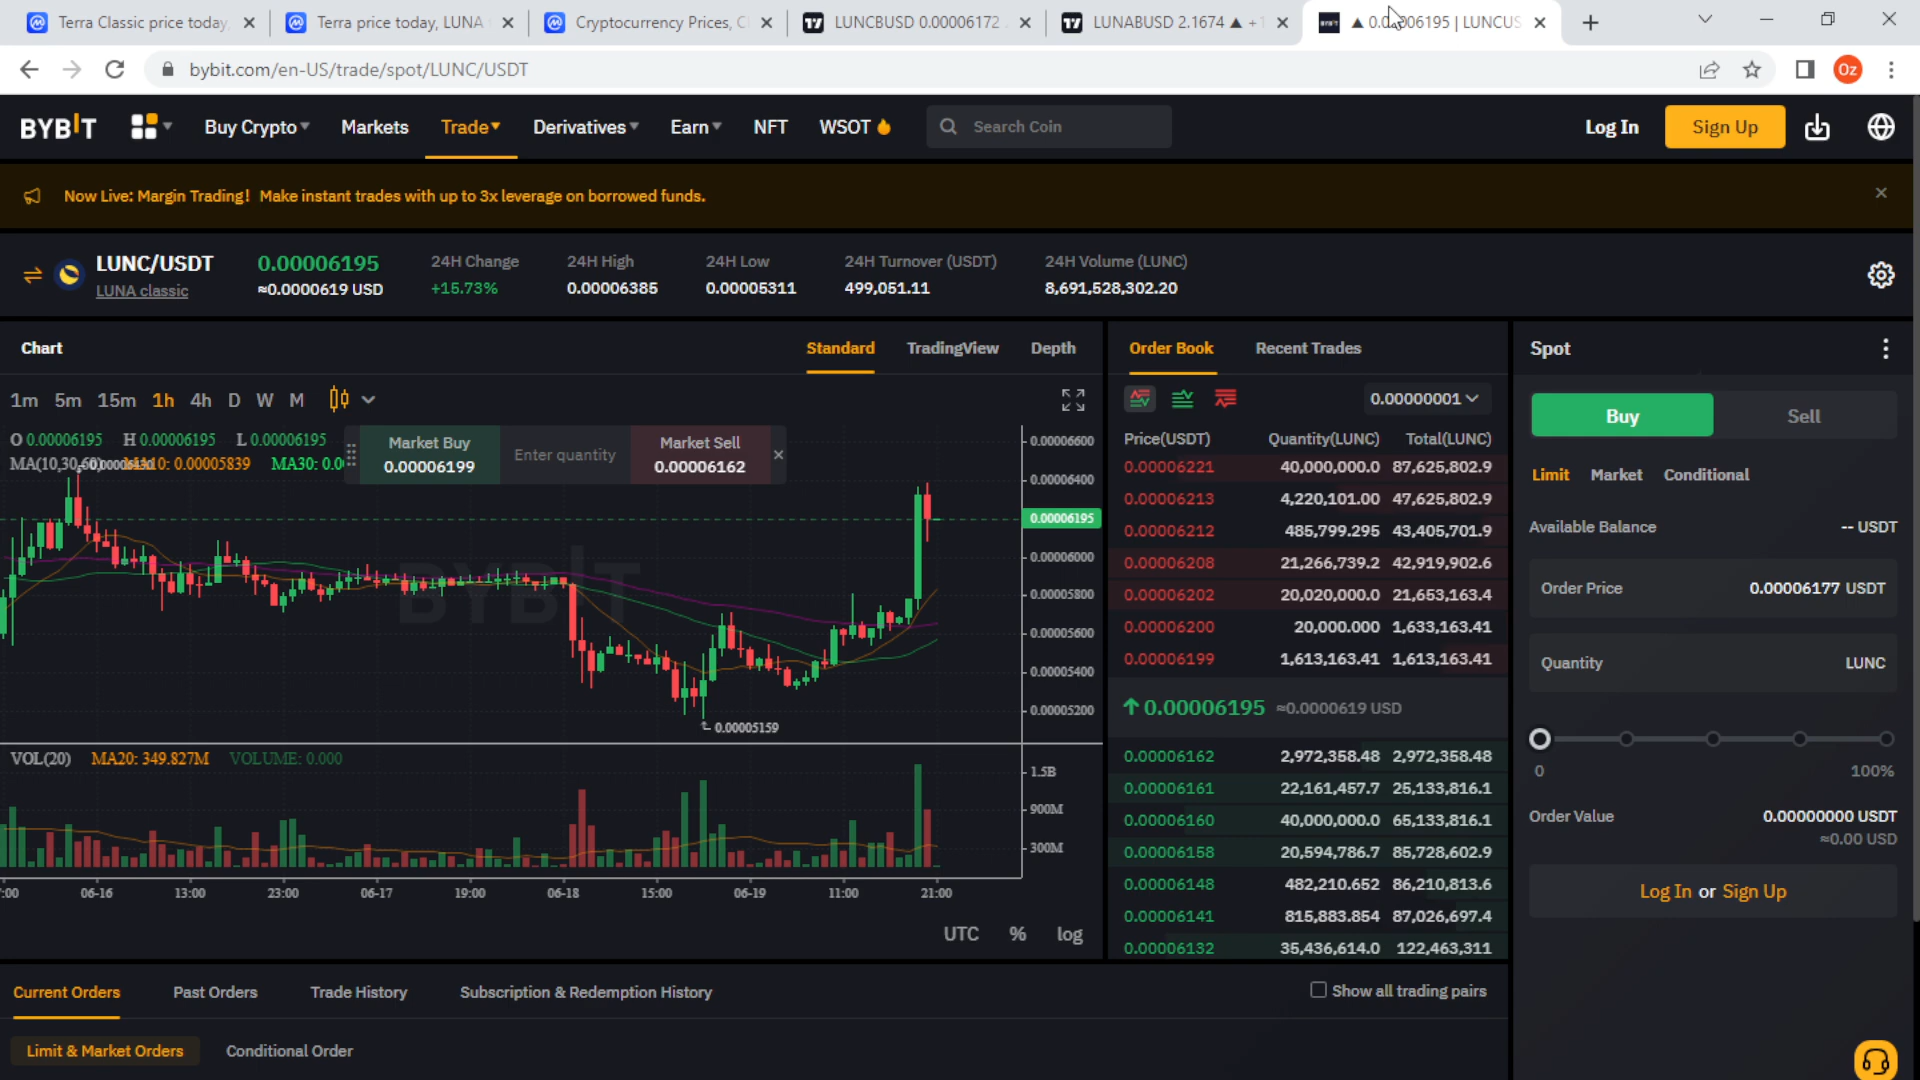 Terra Classic price today
Terra price today, LUNA
Cryptocurrency Prices, C
LUNCBUSD 0.00006172
LUNABUSD 2.1674 ▲ +1
▲ 0.00006195 | LUNCUS
bybit.com/en-US/trade/spot/LUNC/USDT
Oz
BYBIT
Buy Crypto
Markets
Trade
Derivatives
Earn
NFT
WSOT
Search Coin
Log In
Sign Up
Now Live: Margin Trading! Make instant trades with up to 3x leverage on borrowed funds.
LUNC/USDT
LUNA classic
0.00006195
≈0.0000619 USD
24H Change
+15.73%
24H High
0.00006385
24H Low
0.00005311
24H Turnover (USDT)
499,051.11
24H Volume (LUNC)
8,691,528,302.20
Chart
Standard
TradingView
Depth
1m 5m 15m 1h 4h D W M
O 0.00006195 H 0.00006195 L 0.00006195
MA10: 0.00005839 MA30: 0.0
Market Buy
0.00006199
Enter quantity
Market Sell
0.00006162
0.00006600
0.00006400
0.00006195
0.00006000
0.00005800
0.00005600
0.00005400
0.00005200
BYBIT
0.00005159
VOL(20) MA20: 349.827M VOLUME: 0.000
1.5B
900M
300M
:00 06-16 13:00 23:00 06-17 19:00 06-18 15:00 06-19 11:00 21:00
UTC % log
Order Book
Recent Trades
0.00000001
Price(USDT) Quantity(LUNC) Total(LUNC)
0.00006221 40,000,000.0 87,625,802.9
0.00006213 4,220,101.00 47,625,802.9
0.00006212 485,799.295 43,405,701.9
0.00006208 21,266,739.2 42,919,902.6
0.00006202 20,020,000.0 21,653,163.4
0.00006200 20,000.000 1,633,163.41
0.00006199 1,613,163.41 1,613,163.41
↑ 0.00006195 ≈0.0000619 USD
0.00006162 2,972,358.48 2,972,358.48
0.00006161 22,161,457.7 25,133,816.1
0.00006160 40,000,000.0 65,133,816.1
0.00006158 20,594,786.7 85,728,602.9
0.00006148 482,210.652 86,210,813.6
0.00006141 815,883.854 87,026,697.4
0.00006132 35,436,614.0 122,463,311
Spot
Buy
Sell
Limit
Market
Conditional
Available Balance -- USDT
Order Price 0.00006177 USDT
Quantity LUNC
0 100%
Order Value 0.00000000 USDT
≈0.00 USD
Log In or Sign Up
Current Orders
Past Orders
Trade History
Subscription & Redemption History
Show all trading pairs
Limit & Market Orders
Conditional Order